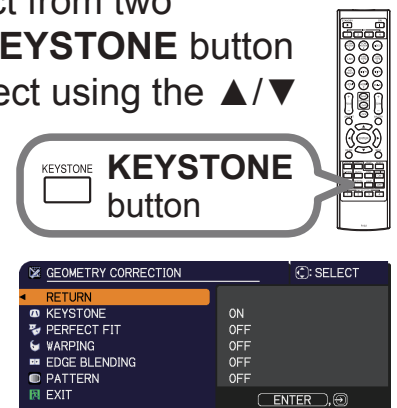 ct from two
EYSTONE button
ect using the ▲/▼
KEYSTONE KEYSTONE
button
GEOMETRY CORRECTION : SELECT
RETURN
KEYSTONE ON
PERFECT FIT OFF
WARPING OFF
EDGE BLENDING OFF
PATTERN OFF
EXIT ENTER ,